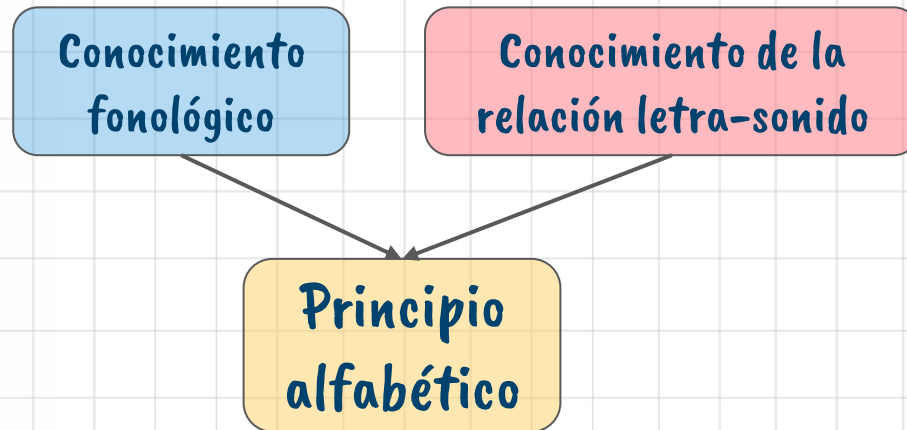 Conocimiento
fonológico
Conocimiento de la
relación letra-sonido
Principio
alfabético